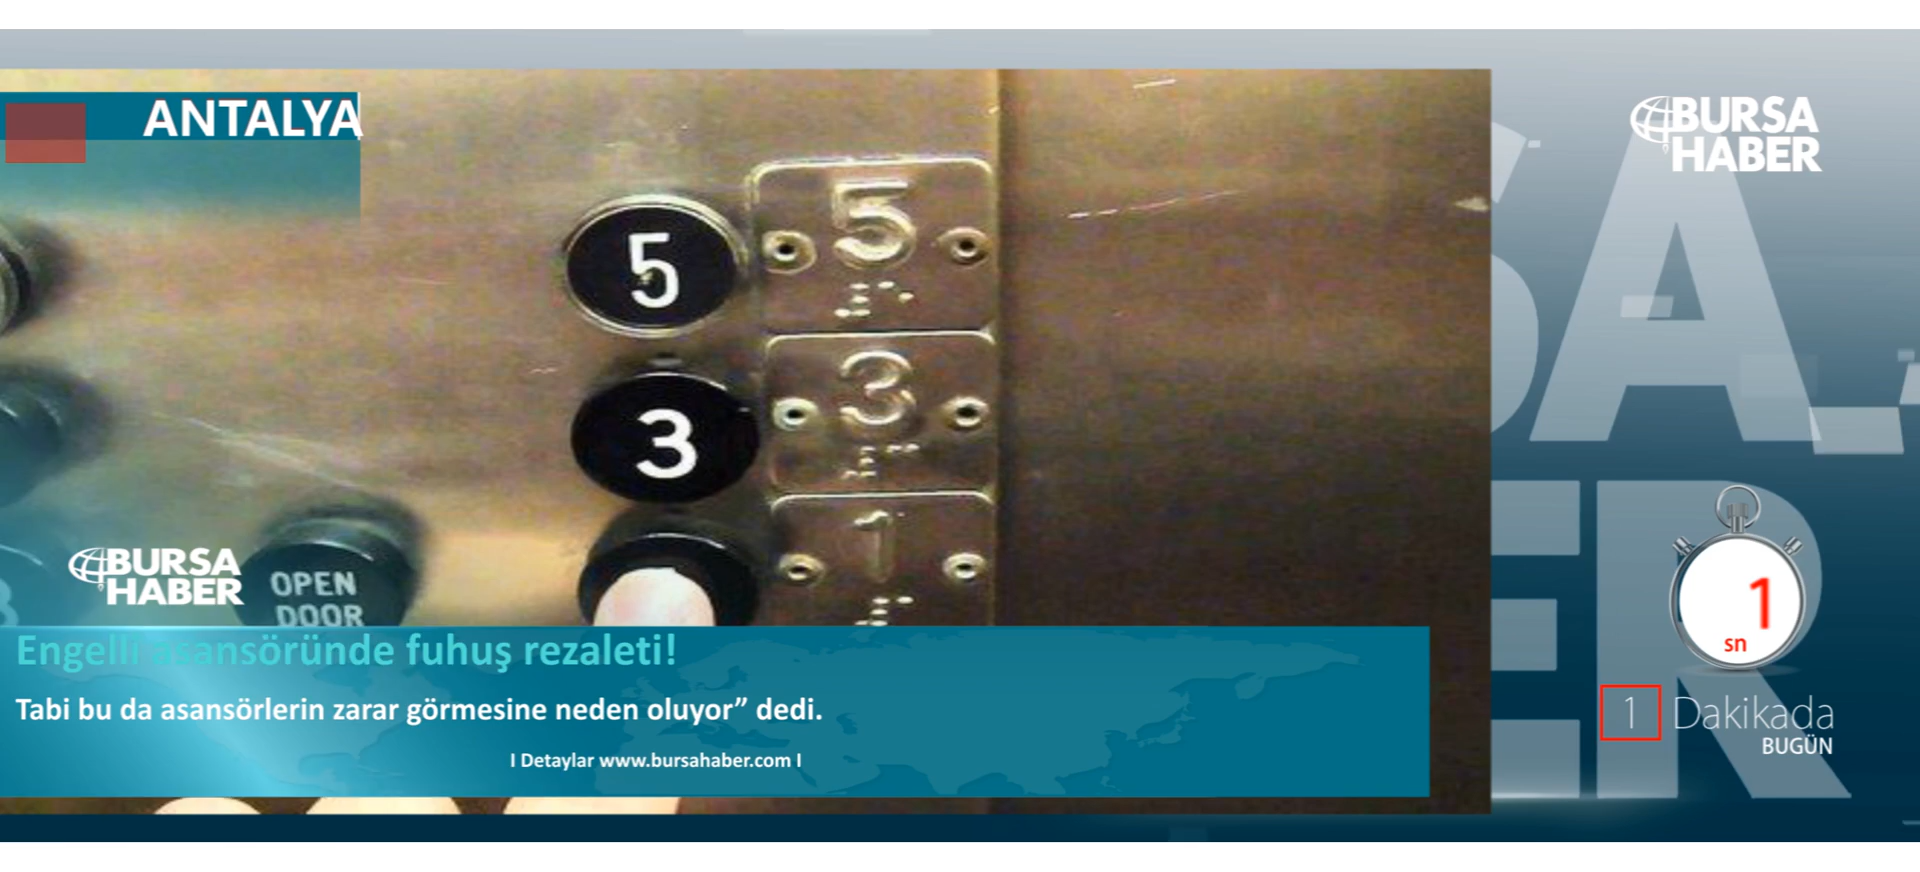 ANTALYA
BURSA
HABER
5
5
3
3
1
OPEN
DOOR
BURSA
HABER
Engelli asansöründe fuhuş rezaleti!
Tabi bu da asansörlerin zarar görmesine neden oluyor” dedi.
I Detaylar www.bursahaber.com I
1
sn
1 Dakikada
BUGÜN